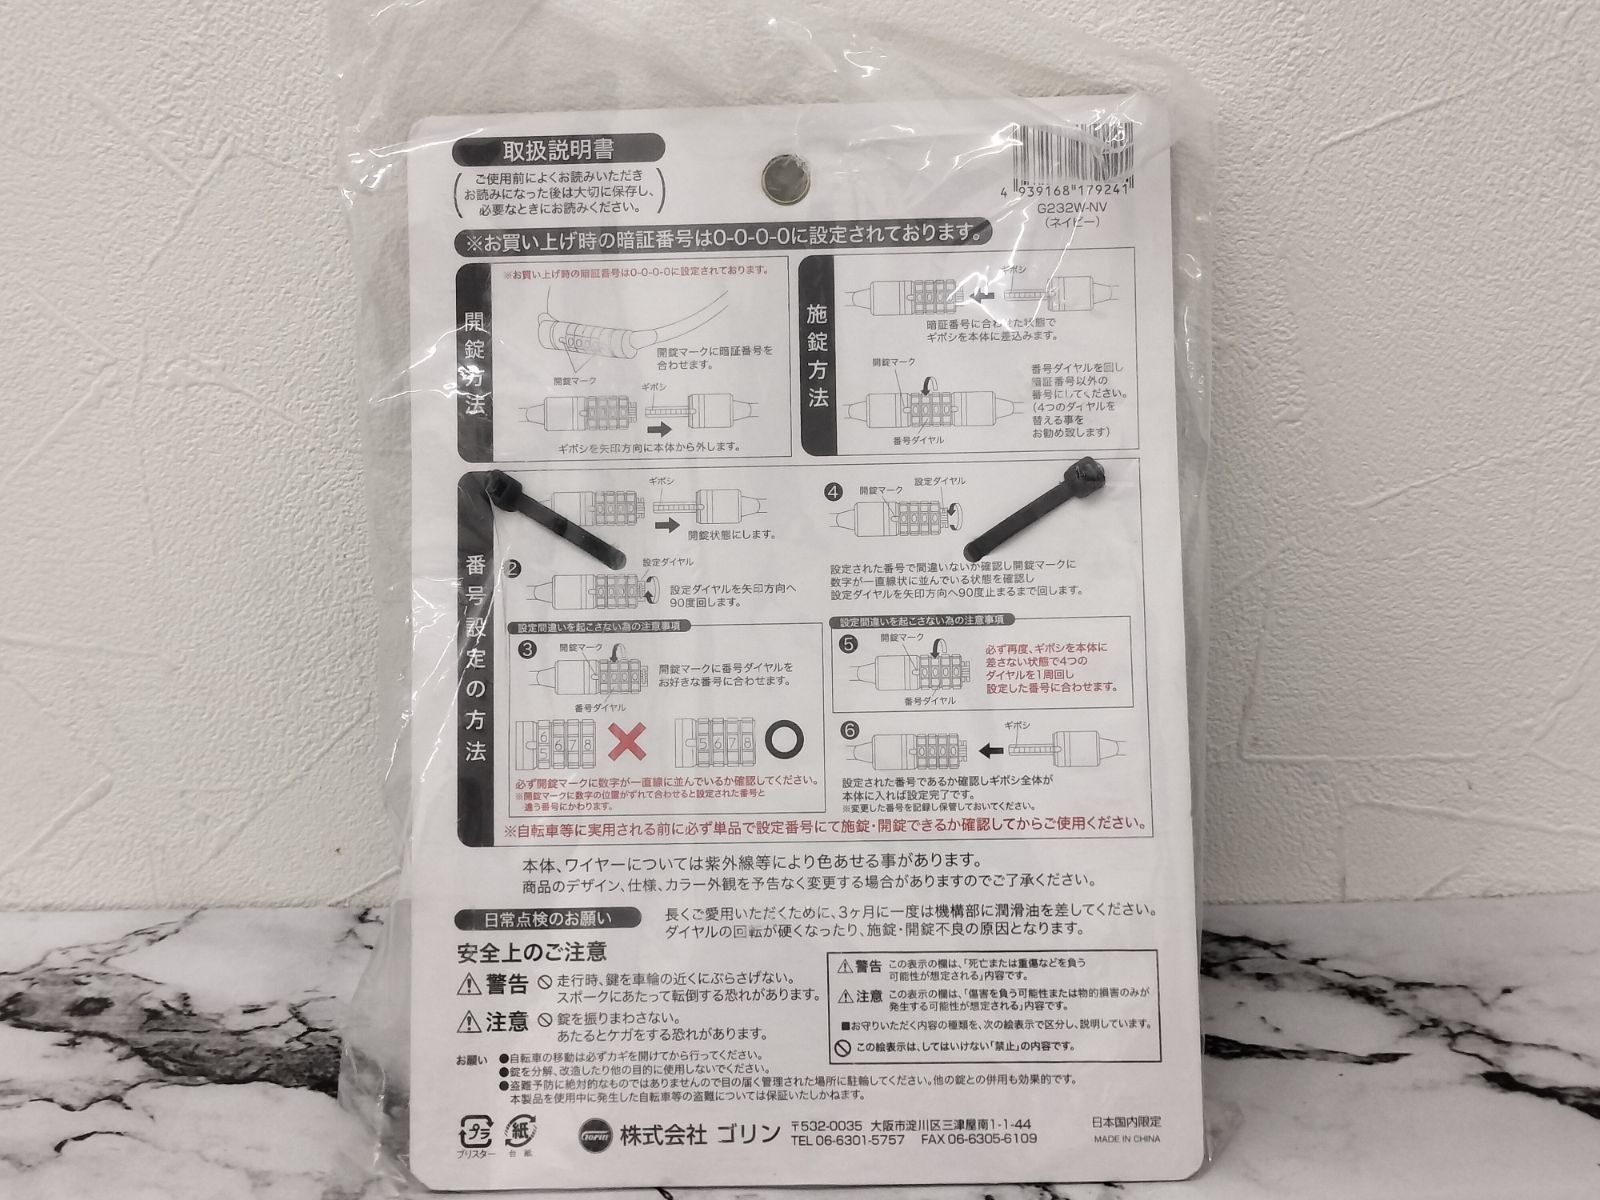 取扱説明書
ご使用前によくお読みいただき
お読みになった後は大切に保存し、
必要なときにお読みください。
4 939168 179241
G232W-NV
(ネイビー)
※お買い上げ時の暗証番号は0-0-0-0に設定されております。
開錠方法
※お買い上げ時の暗証番号は0-0-0-0に設定されております。
開錠マークに暗証番号を
合わせます。
開錠マーク
ギボシ
ギボシを矢印方向に本体から外します。
施錠方法
ギボシ
暗証番号に合わせた状態で
ギボシを本体に差込みます。
開錠マーク
番号ダイヤル
番号ダイヤルを回し
暗証番号以外の
番号にしてください。
(4つのダイヤルを
替える事を
お勧め致します)
番号設定の方法
ギボシ
開錠状態にします。
2
設定ダイヤル
設定ダイヤルを矢印方向へ
90度回します。
設定間違いを起こさない為の注意事項
3
開錠マーク
番号ダイヤル
開錠マークに番号ダイヤルを
お好きな番号に合わせます。
6
5 6 7 8
5 6 7 8
必ず開錠マークに数字が一直線に並んでいるか確認してください。
※開錠マークに数字の位置がずれて合わせると設定された番号と
違う番号にかわります。
4
開錠マーク
設定ダイヤル
設定された番号で間違いないか確認し開錠マークに
数字が一直線状に並んでいる状態を確認し
設定ダイヤルを矢印方向へ90度止まるまで回します。
設定間違いを起こさない為の注意事項
5
開錠マーク
番号ダイヤル
必ず再度、ギボシを本体に
差さない状態で4つの
ダイヤルを1周回し
設定した番号に合わせます。
6
ギボシ
設定された番号であるか確認しギボシ全体が
本体に入れば設定完了です。
※変更した番号を記録し保管しておいてください。
※自転車等に実用される前に必ず単品で設定番号にて施錠・開錠できるか確認してからご使用ください。
本体、ワイヤーについては紫外線等により色あせる事があります。
商品のデザイン、仕様、カラー外観を予告なく変更する場合がありますのでご了承ください。
日常点検のお願い
長くご愛用いただくために、3ヶ月に一度は機構部に潤滑油を差してください。
ダイヤルの回転が硬くなったり、施錠・開錠不良の原因となります。
安全上のご注意
警告 走行時、鍵を車輪の近くにぶらさげない。
スポークにあたって転倒する恐れがあります。
注意 錠を振りまわさない。
あたるとケガをする恐れがあります。
警告 この表示の欄は、「死亡または重傷などを負う
可能性が想定される」内容です。
注意 この表示の欄は、「傷害を負う可能性または物的損害のみが
発生する可能性が想定される」内容です。
■お守りいただく内容の種類を、次の絵表示で区分し、説明しています。
この絵表示は、してはいけない「禁止」の内容です。
お願い
●自転車の移動は必ずカギを開けてから行ってください。
●錠を分解、改造したり他の目的に使用しないでください。
●盗難予防に絶対的なものではありませんので目の届く管理された場所に駐輪してください。他の錠との併用も効果的です。
本製品を使用中に発生した自転車等の盗難については保証いたしかねます。
プラ
ブリスター
紙
台紙
GORIN
株式会社 ゴリン
〒532-0035 大阪市淀川区三津屋南1-1-44
TEL 06-6301-5757 FAX 06-6305-6109
日本国内限定
MADE IN CHINA